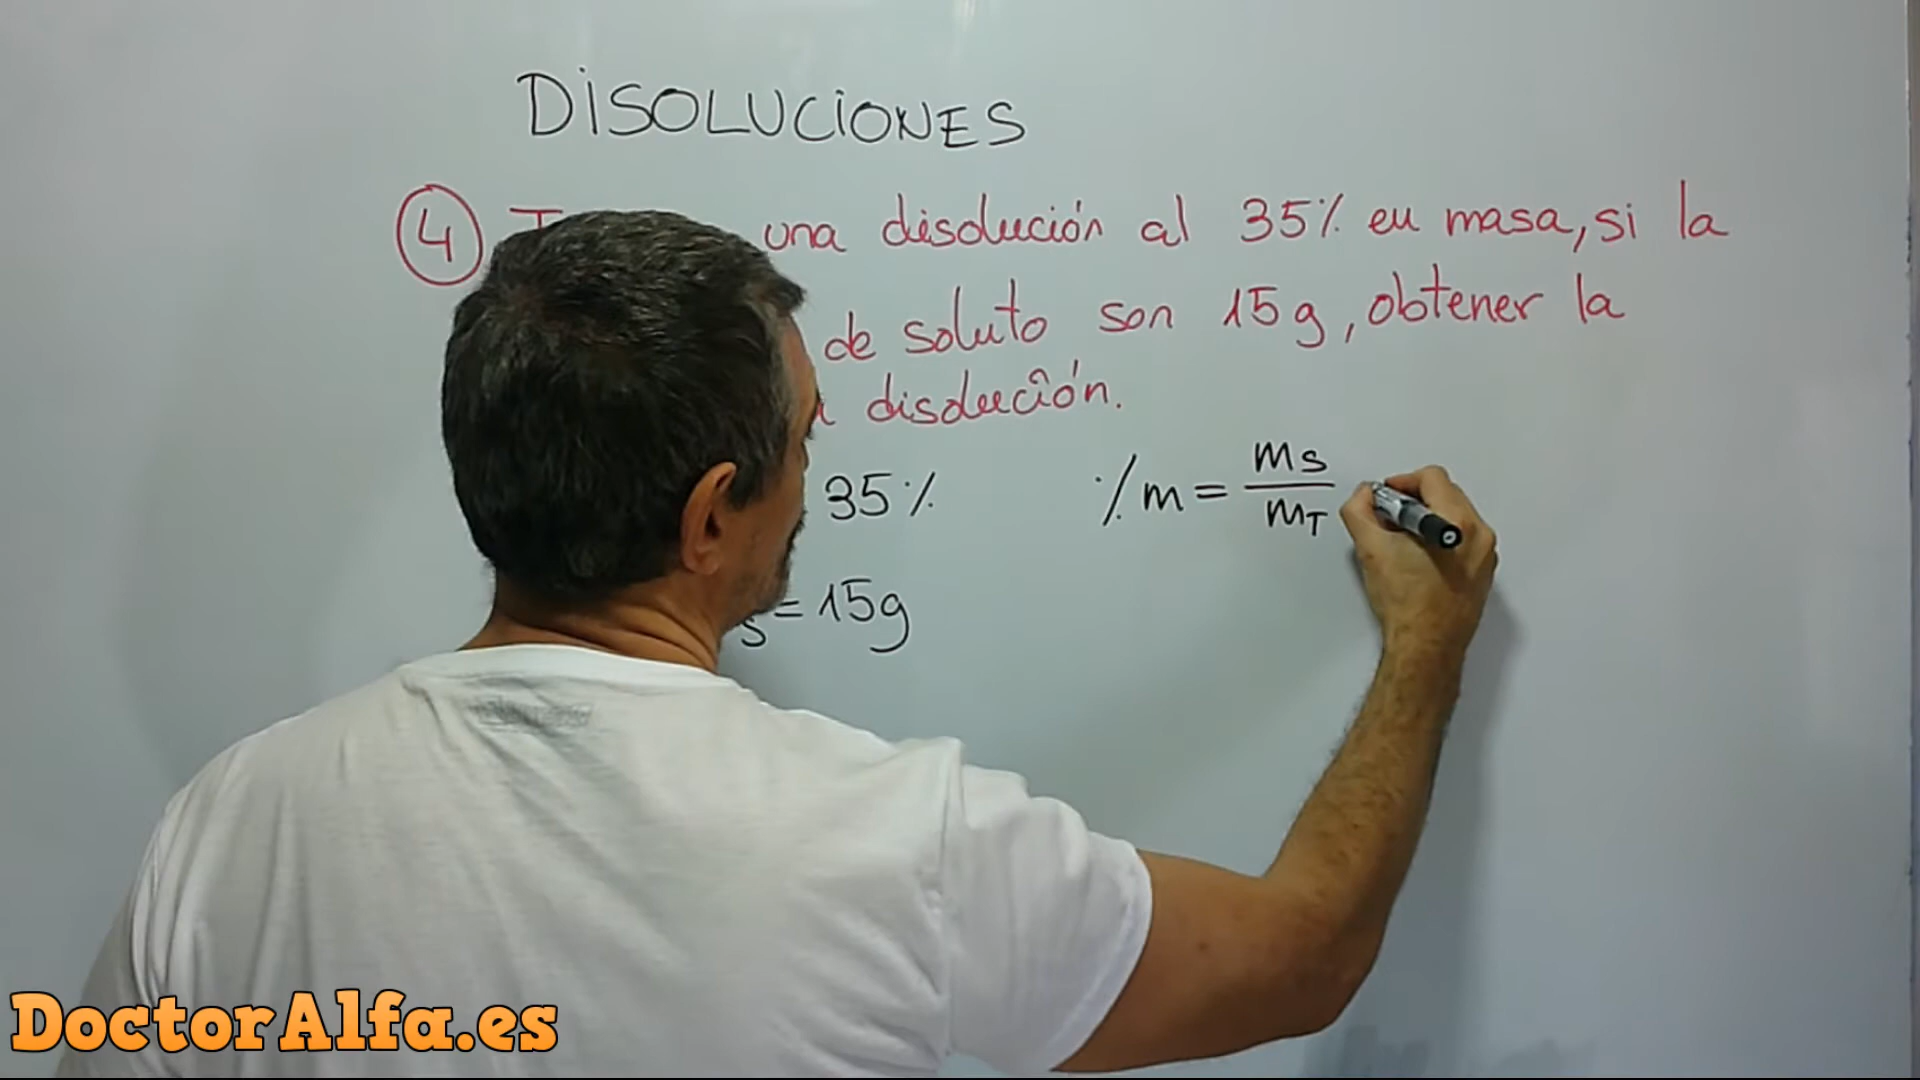 DISOLUCIONES
4 una disolución al 35% en masa, si la
de soluto son 15g, obtener la
disolución.
35% %m = mS
mT
s = 15g
DoctorAlfa.es